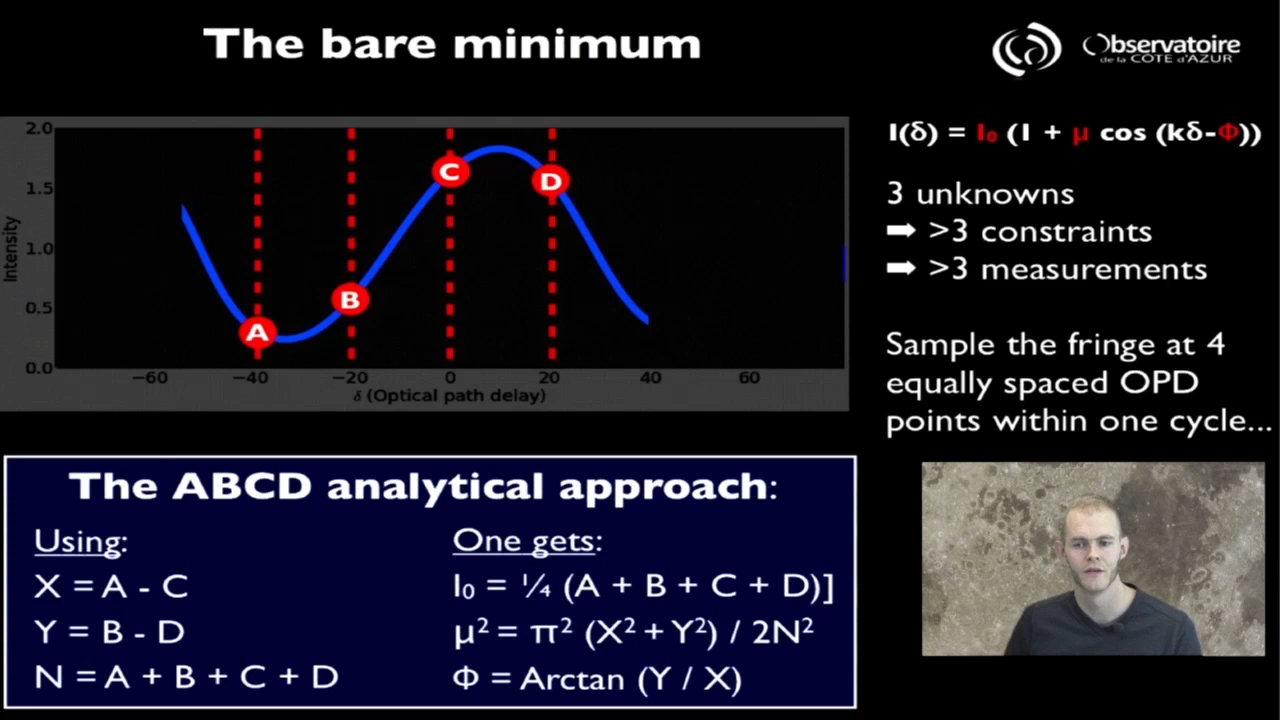 The bare minimum
Observatoire
de la CÔTE d'AZUR
2.0
1.5
1.0
0.5
0.0
Intensity
A
B
C
D
−60
−40
−20
0
20
40
60
δ (Optical path delay)
I(δ) = I₀ (I + μ cos (kδ-Φ))
3 unknowns
➡ >3 constraints
➡ >3 measurements
Sample the fringe at 4
equally spaced OPD
points within one cycle...
The ABCD analytical approach:
Using:
X = A - C
Y = B - D
N = A + B + C + D
One gets:
I₀ = ¼ (A + B + C + D)]
μ² = π² (X² + Y²) / 2N²
Φ = Arctan (Y / X)